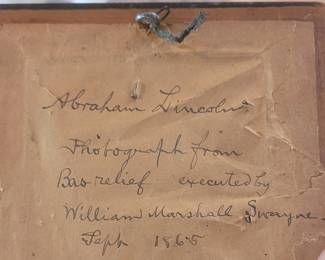 Abraham Lincoln.
Photograph from
Bas relief executed by
William Marshall Swayne
Sept 1865